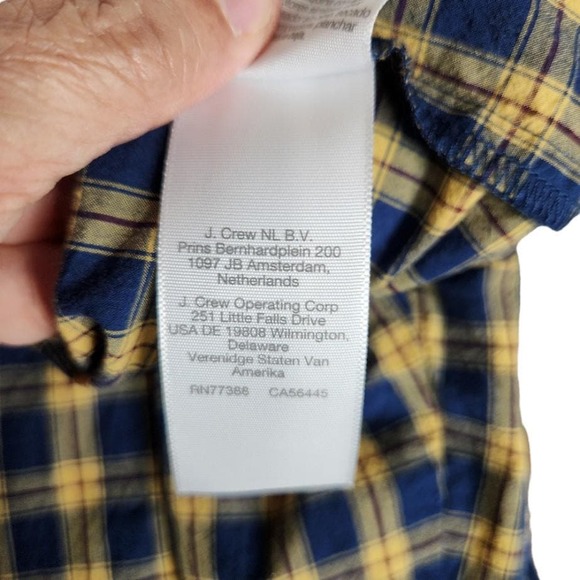 J. Crew NL B.V.
Prins Bernhardplein 200
1097 JB Amsterdam,
Netherlands
J. Crew Operating Corp
251 Little Falls Drive
USA DE 19808 Wilmington,
Delaware
Verenidge Staten Van
Amerika
RN77388 CA56445